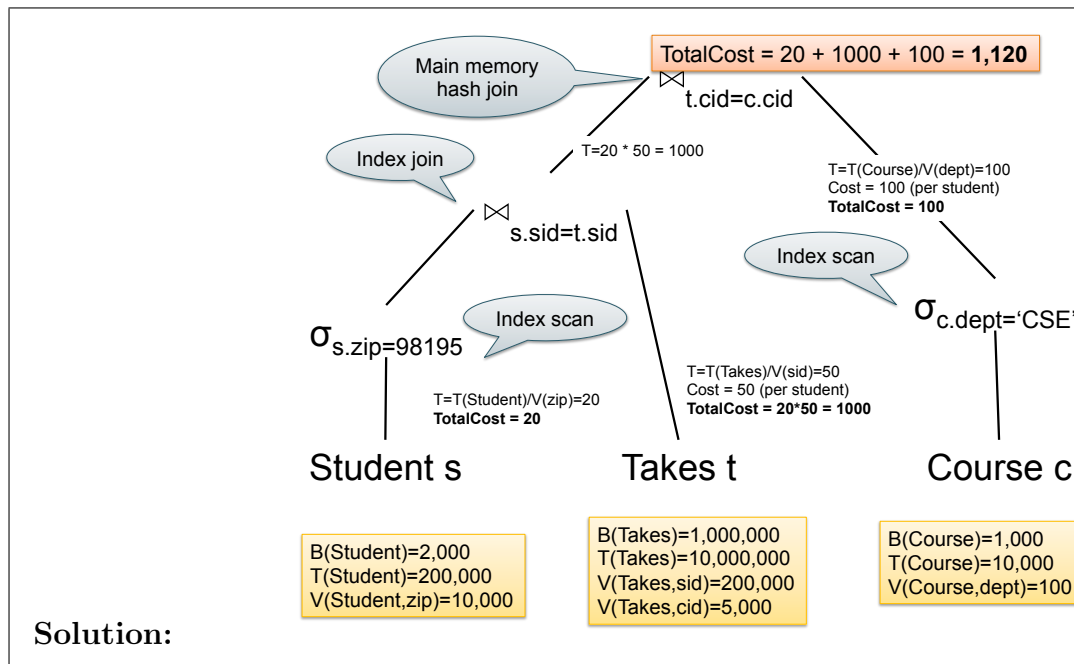 TotalCost = 20 + 1000 + 100 = 1,120
Main memory
hash join
⋈ t.cid=c.cid
T=20 * 50 = 1000
Index join
T=T(Course)/V(dept)=100
Cost = 100 (per student)
TotalCost = 100
⋈ s.sid=t.sid
Index scan
σ s.zip=98195
Index scan
σ c.dept=‘CSE’
T=T(Student)/V(zip)=20
TotalCost = 20
T=T(Takes)/V(sid)=50
Cost = 50 (per student)
TotalCost = 20*50 = 1000
Student s
Takes t
Course c
B(Student)=2,000
T(Student)=200,000
V(Student,zip)=10,000
B(Takes)=1,000,000
T(Takes)=10,000,000
V(Takes,sid)=200,000
V(Takes,cid)=5,000
B(Course)=1,000
T(Course)=10,000
V(Course,dept)=100
Solution: